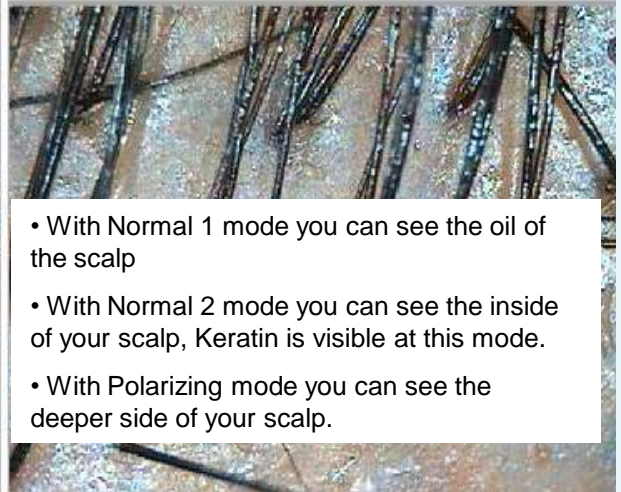 • With Normal 1 mode you can see the oil of
the scalp
• With Normal 2 mode you can see the inside
of your scalp, Keratin is visible at this mode.
• With Polarizing mode you can see the
deeper side of your scalp.